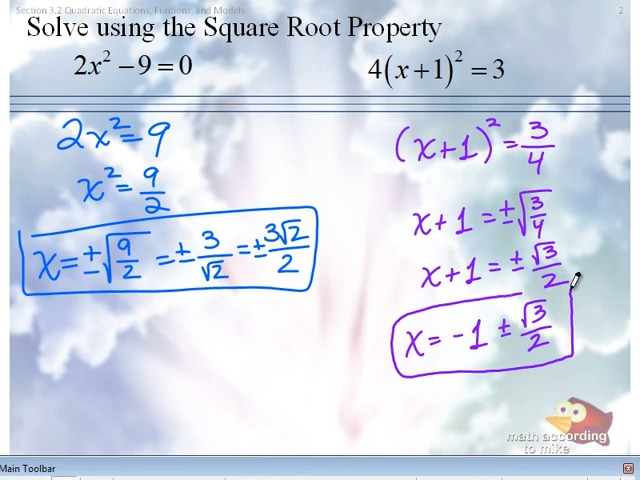 Section 3.2 Quadratic Equations, Funtions, and Models 2
Solve using the Square Root Property
2x² − 9 = 0
2x² = 9
x² = 9/2
x = ±√(9/2) = ± 3/√2 = ± 3√2/2
4(x + 1)² = 3
(x + 1)² = 3/4
x + 1 = ±√(3/4)
x + 1 = ± √3/2
x = −1 ± √3/2
math according
to mike
Main Toolbar